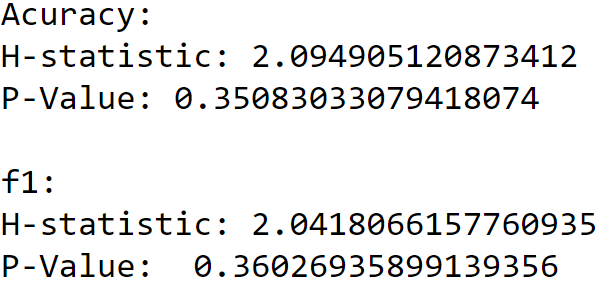 Acuracy:
H-statistic: 2.094905120873412
P-Value: 0.35083033079418074
f1:
H-statistic: 2.0418066157760935
P-Value:  0.36026935899139356